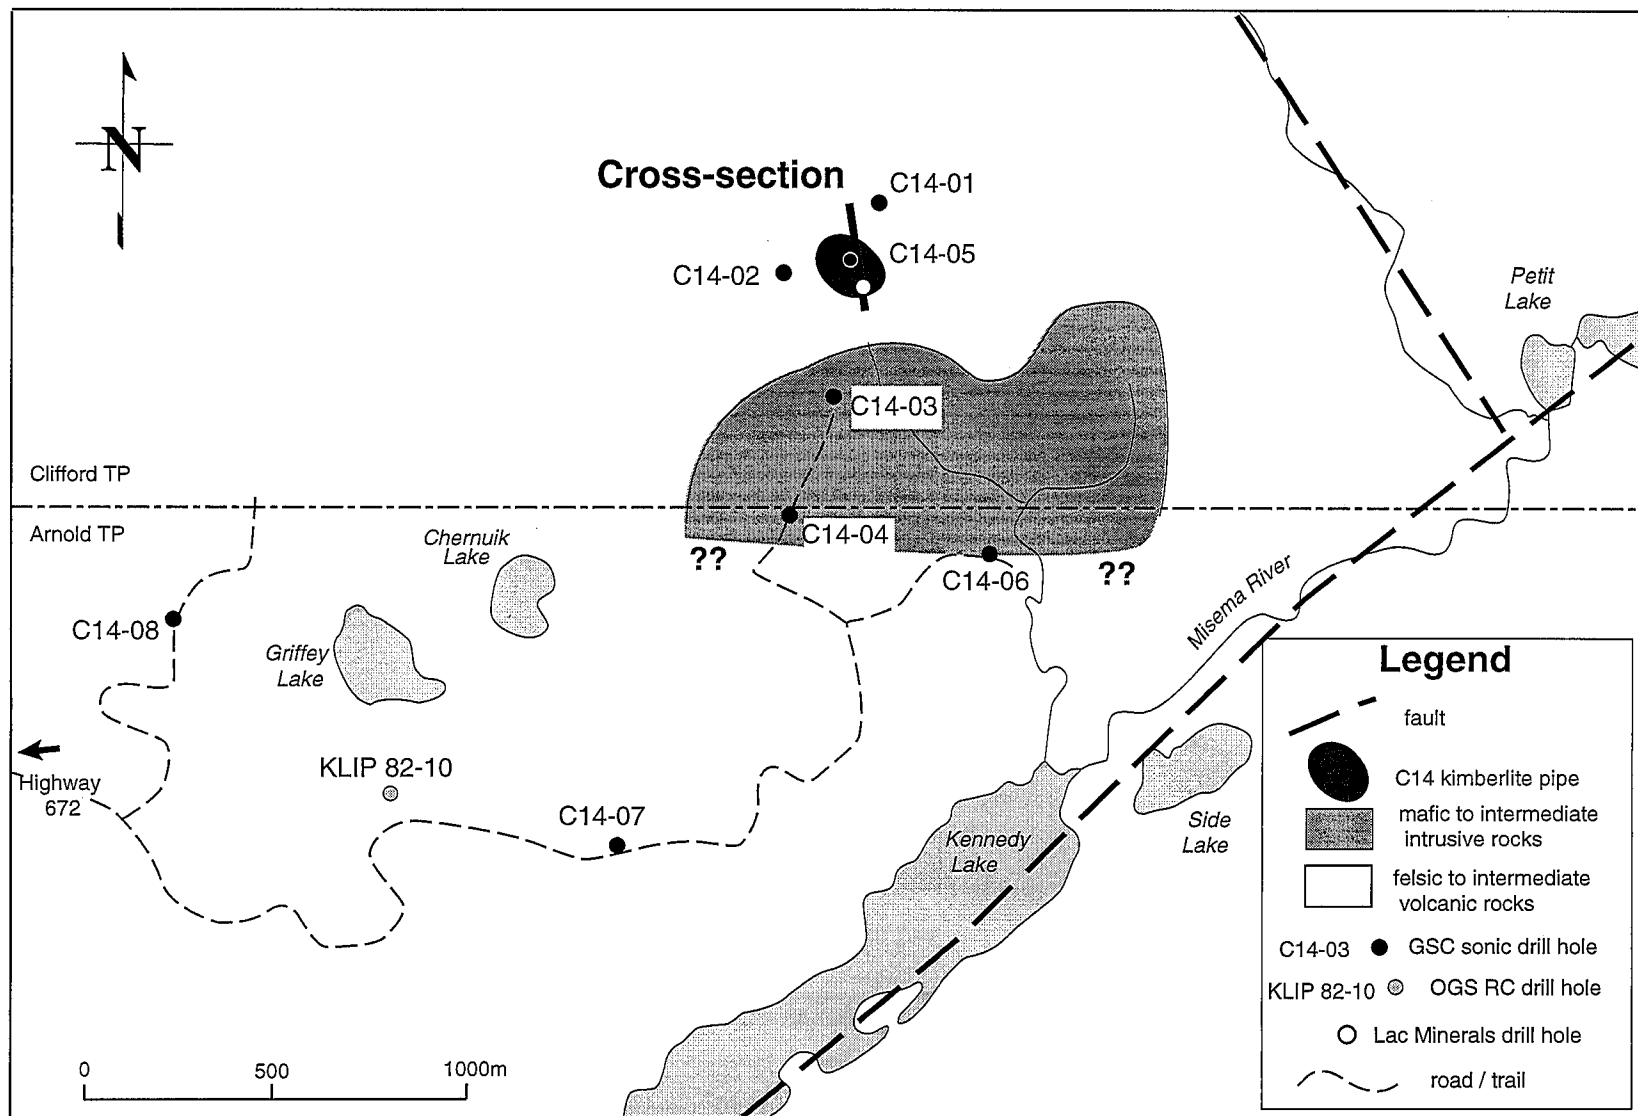 N
Cross-section
C14-01
C14-05
C14-02
Petit
Lake
C14-03
Clifford TP
Arnold TP
Chernuik
Lake
C14-04
??
??
C14-06
Misema River
C14-08
Griffey
Lake
KLIP 82-10
Highway
672
C14-07
Kennedy
Lake
Side
Lake
Legend
fault
C14 kimberlite pipe
mafic to intermediate
intrusive rocks
felsic to intermediate
volcanic rocks
C14-03 GSC sonic drill hole
KLIP 82-10 OGS RC drill hole
Lac Minerals drill hole
road / trail
0 500 1000m